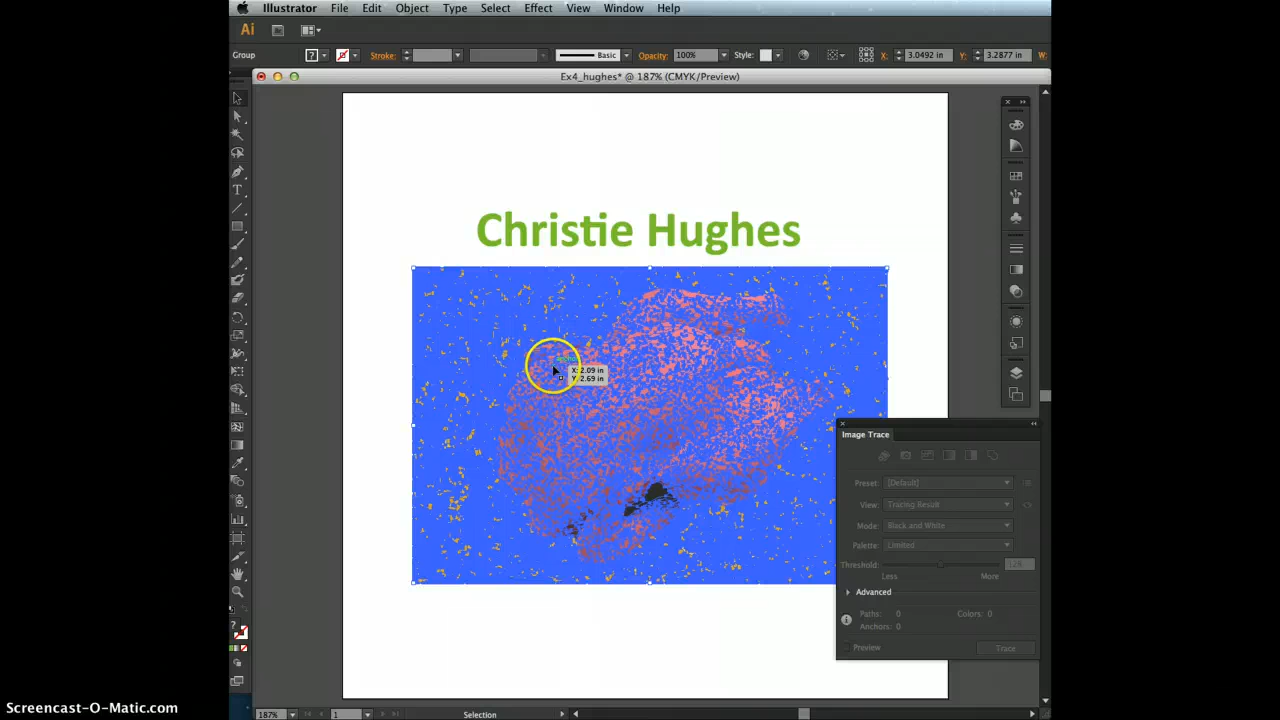 Illustrator File Edit Object Type Select Effect View Window Help
Ai
Group Stroke: Basic Opacity: 100% Style: X: 3.0492 in Y: 3.2877 in W:
Ex4_hughes* @ 187% (CMYK/Preview)
Christie Hughes
X: 2.09 in
Y: 2.69 in
Image Trace
Preset: [Default]
View: Tracing Result
Mode: Black and White
Palette: Limited
Threshold: 128
Less More
Advanced
Paths: 0 Colors: 0
Anchors: 0
Preview Trace
187% 1 Selection
Screencast-O-Matic.com